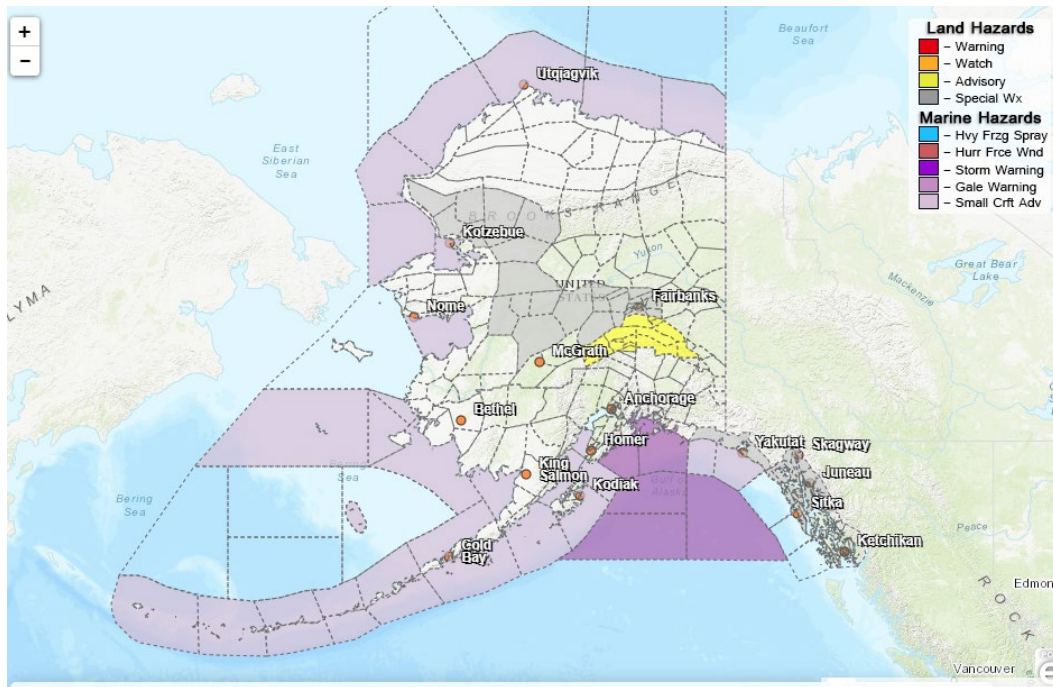 +
−
Beaufort
Sea
Land Hazards
– Warning
– Watch
– Advisory
– Special Wx
Marine Hazards
– Hvy Frzg Spray
– Hurr Frce Wnd
– Storm Warning
– Gale Warning
– Small Crft Adv
Utqiagvik
East
Siberian
Sea
BROOKS RANGE
Kotzebue
Yukon
Great Bear
Lake
Mackenzie
LYMA
UNITED
STATES
Fairbanks
Nome
McGrath
Anchorage
Bethel
Homer
Yakutat
Skagway
King
Salmon
Kodiak
Gulf of
Alaska
Juneau
Bering
Sea
Sea
Sitka
Peace
Cold
Bay
Ketchikan
Edmon
ROCK
Vancouver